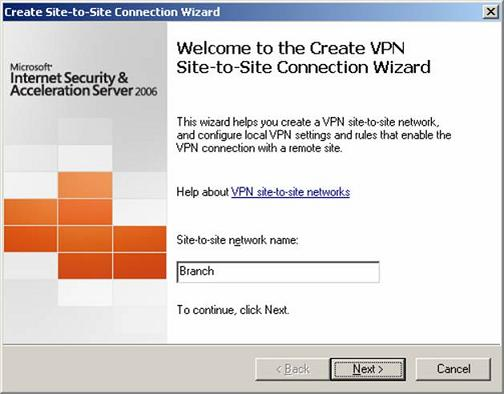 Create Site-to-Site Connection Wizard
Microsoft®
Internet Security &
Acceleration Server 2006
Welcome to the Create VPN
Site-to-Site Connection Wizard
This wizard helps you create a VPN site-to-site network,
and configure local VPN settings and rules that enable the
VPN connection with a remote site.
Help about VPN site-to-site networks
Site-to-site network name:
Branch
To continue, click Next.
< Back
Next >
Cancel